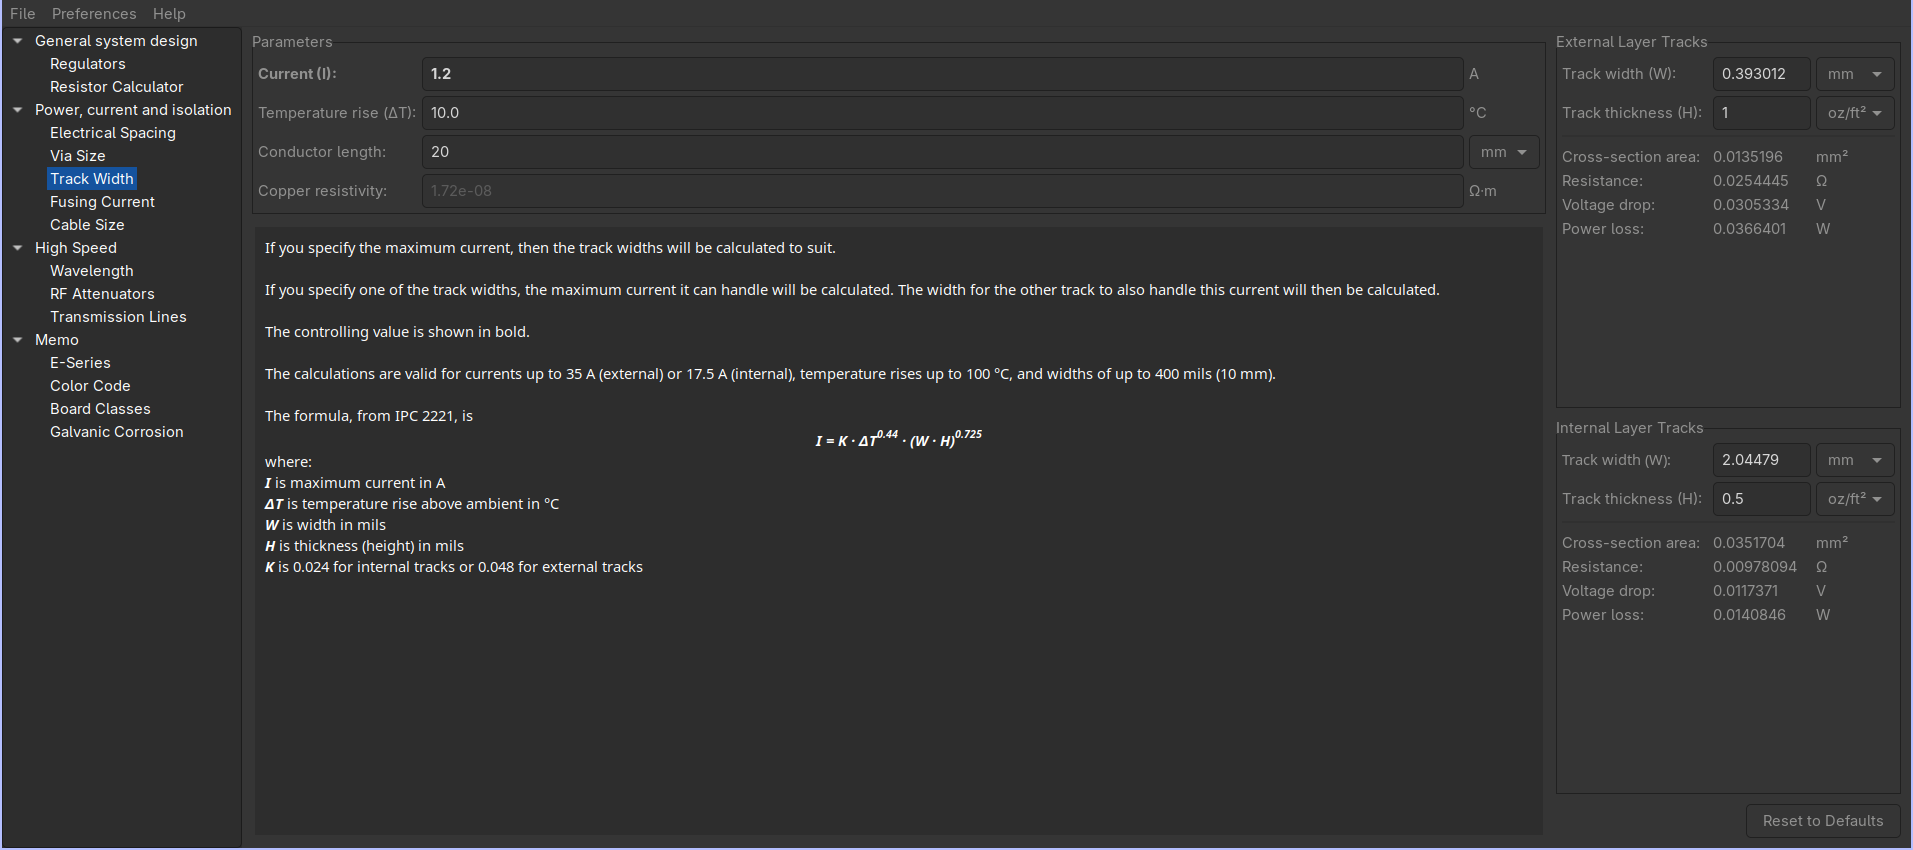 File Preferences Help
General system design
Regulators
Resistor Calculator
Power, current and isolation
Electrical Spacing
Via Size
Track Width
Fusing Current
Cable Size
High Speed
Wavelength
RF Attenuators
Transmission Lines
Memo
E-Series
Color Code
Board Classes
Galvanic Corrosion
Parameters
Current (I): 1.2 A
Temperature rise (ΔT): 10.0 °C
Conductor length: 20 mm
Copper resistivity: 1.72e-08 Ω·m
If you specify the maximum current, then the track widths will be calculated to suit.
If you specify one of the track widths, the maximum current it can handle will be calculated. The width for the other track to also handle this current will then be calculated.
The controlling value is shown in bold.
The calculations are valid for currents up to 35 A (external) or 17.5 A (internal), temperature rises up to 100 °C, and widths of up to 400 mils (10 mm).
The formula, from IPC 2221, is
I = K · ΔT^0.44 · (W · H)^0.725
where:
I is maximum current in A
ΔT is temperature rise above ambient in °C
W is width in mils
H is thickness (height) in mils
K is 0.024 for internal tracks or 0.048 for external tracks
External Layer Tracks
Track width (W): 0.393012 mm
Track thickness (H): 1 oz/ft²
Cross-section area: 0.0135196 mm²
Resistance: 0.0254445 Ω
Voltage drop: 0.0305334 V
Power loss: 0.0366401 W
Internal Layer Tracks
Track width (W): 2.04479 mm
Track thickness (H): 0.5 oz/ft²
Cross-section area: 0.0351704 mm²
Resistance: 0.00978094 Ω
Voltage drop: 0.0117371 V
Power loss: 0.0140846 W
Reset to Defaults